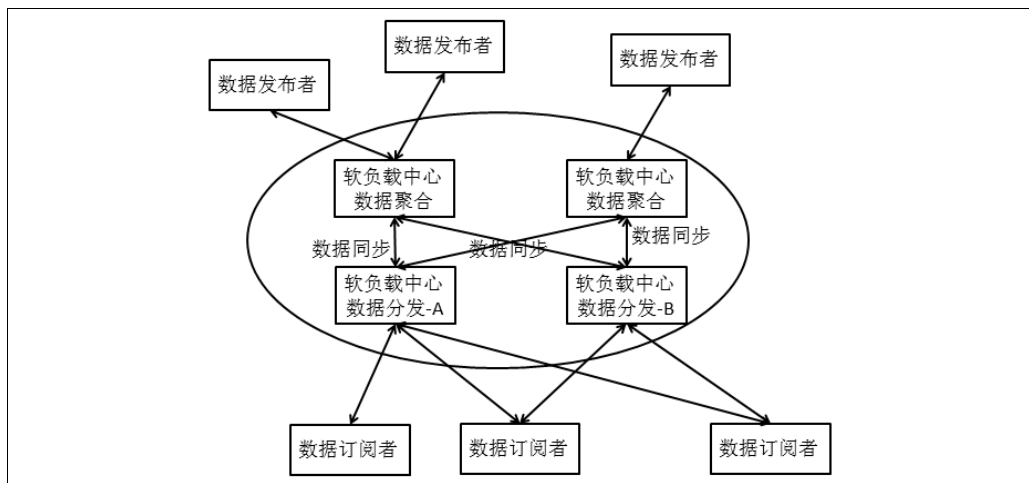 数据发布者
数据发布者
数据发布者
软负载中心
数据聚合
软负载中心
数据聚合
数据同步
数据同步
数据同步
软负载中心
数据分发-A
软负载中心
数据分发-B
数据订阅者
数据订阅者
数据订阅者